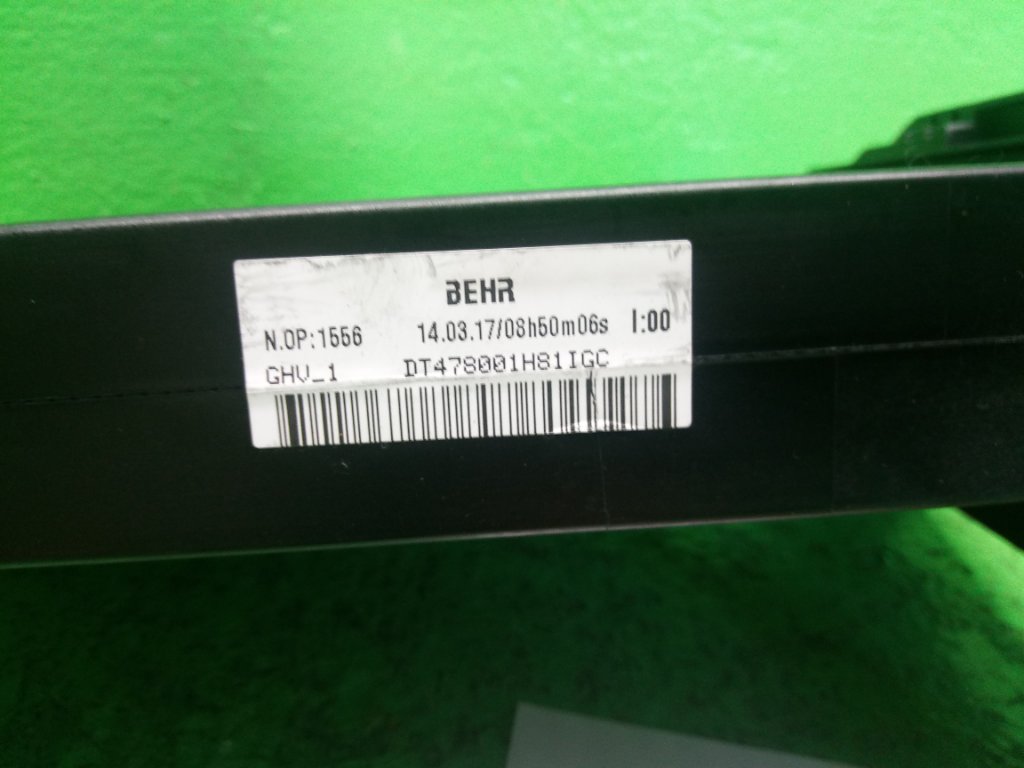 BEHR
N.OP:1556 14.03.17/08h50m06s I:00
GHV_1 DT478001H81IGC